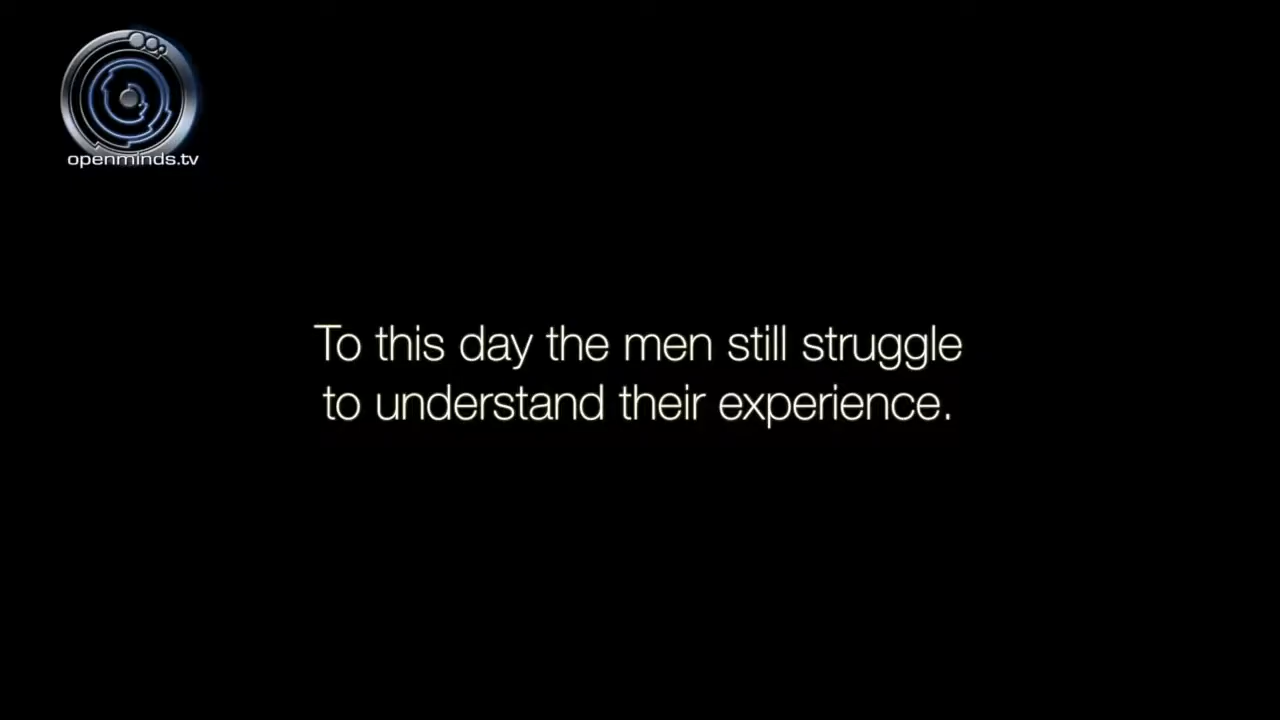 openminds.tv
To this day the men still struggle
to understand their experience.